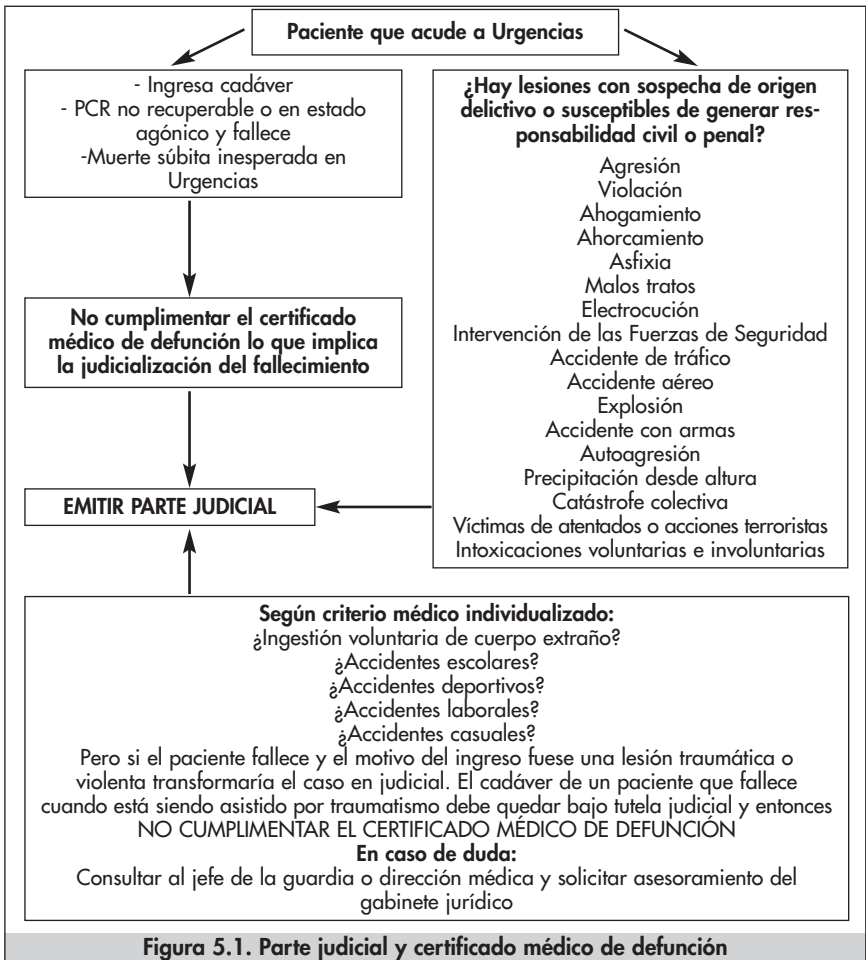 Paciente que acude a Urgencias
- Ingresa cadáver
- PCR no recuperable o en estado
agónico y fallece
-Muerte súbita inesperada en
Urgencias
No cumplimentar el certificado
médico de defunción lo que implica
la judicialización del fallecimiento
EMITIR PARTE JUDICIAL
¿Hay lesiones con sospecha de origen
delictivo o susceptibles de generar res-
ponsabilidad civil o penal?
Agresión
Violación
Ahogamiento
Ahorcamiento
Asfixia
Malos tratos
Electrocución
Intervención de las Fuerzas de Seguridad
Accidente de tráfico
Accidente aéreo
Explosión
Accidente con armas
Autoagresión
Precipitación desde altura
Catástrofe colectiva
Víctimas de atentados o acciones terroristas
Intoxicaciones voluntarias e involuntarias
Según criterio médico individualizado:
¿Ingestión voluntaria de cuerpo extraño?
¿Accidentes escolares?
¿Accidentes deportivos?
¿Accidentes laborales?
¿Accidentes casuales?
Pero si el paciente fallece y el motivo del ingreso fuese una lesión traumática o
violenta transformaría el caso en judicial. El cadáver de un paciente que fallece
cuando está siendo asistido por traumatismo debe quedar bajo tutela judicial y entonces
NO CUMPLIMENTAR EL CERTIFICADO MÉDICO DE DEFUNCIÓN
En caso de duda:
Consultar al jefe de la guardia o dirección médica y solicitar asesoramiento del
gabinete jurídico
Figura 5.1. Parte judicial y certificado médico de defunción